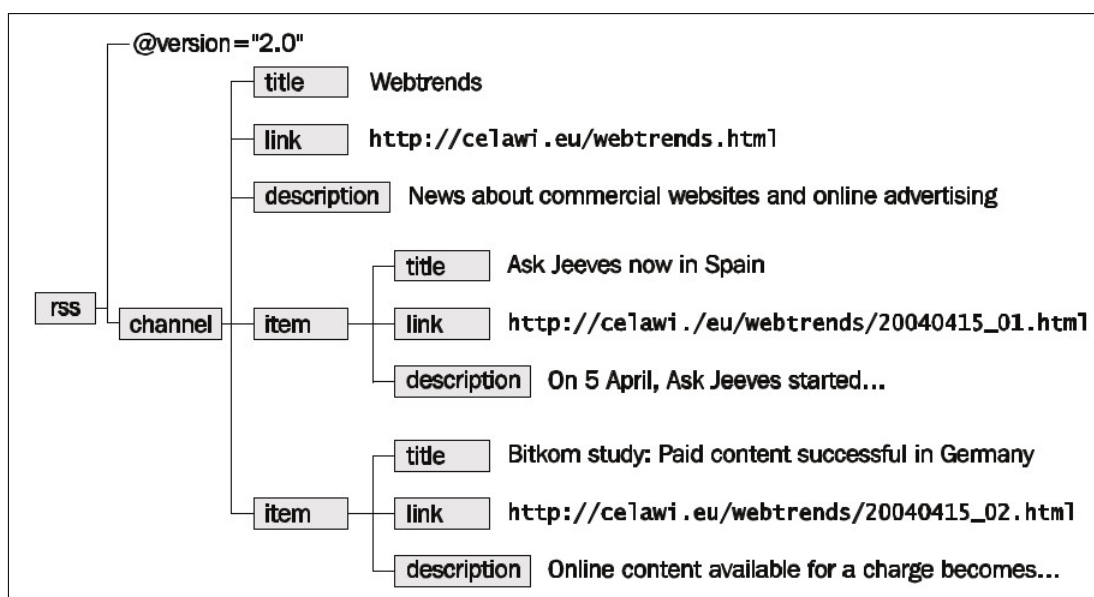 @version="2.0"
title Webtrends
link http://celawi.eu/webtrends.html
description News about commercial websites and online advertising
title Ask Jeeves now in Spain
rss
channel item link http://celawi./eu/webtrends/20040415_01.html
description On 5 April, Ask Jeeves started...
title Bitkom study: Paid content successful in Germany
item link http://celawi.eu/webtrends/20040415_02.html
description Online content available for a charge becomes...